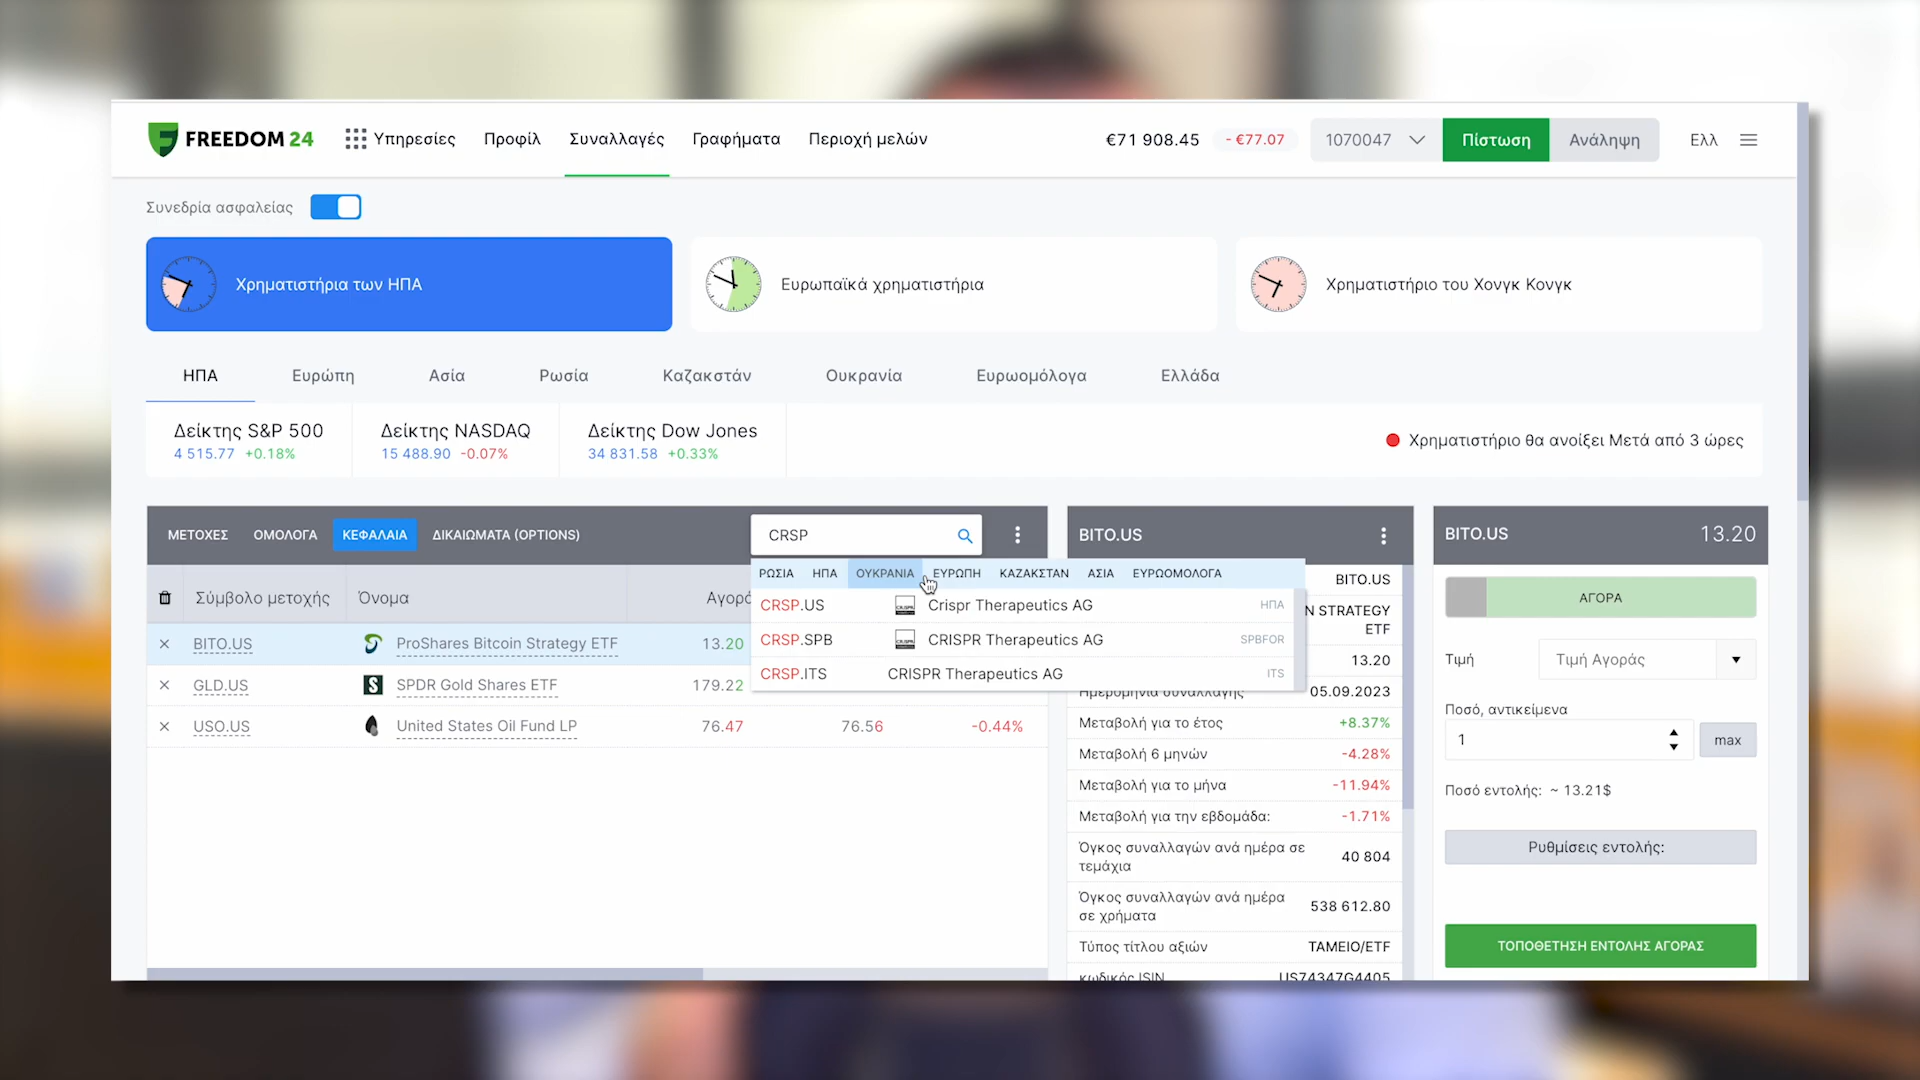 FREEDOM 24
Υπηρεσίες
Προφίλ
Συναλλαγές
Γραφήματα
Περιοχή μελών
€71 908.45
- €77.07
1070047
Πίστωση
Ανάληψη
Ελλ
Συνεδρία ασφαλείας
Χρηματιστήρια των ΗΠΑ
Ευρωπαϊκά χρηματιστήρια
Χρηματιστήριο του Χονγκ Κονγκ
ΗΠΑ
Ευρώπη
Ασία
Ρωσία
Καζακστάν
Ουκρανία
Ευρωομόλογα
Ελλάδα
Δείκτης S&P 500
4 515.77 +0.18%
Δείκτης NASDAQ
15 488.90 -0.07%
Δείκτης Dow Jones
34 831.58 +0.33%
Χρηματιστήριο θα ανοίξει Μετά από 3 ώρες
ΜΕΤΟΧΕΣ
ΟΜΟΛΟΓΑ
ΚΕΦΑΛΑΙΑ
ΔΙΚΑΙΩΜΑΤΑ (OPTIONS)
CRSP
ΡΩΣΙΑ
ΗΠΑ
ΟΥΚΡΑΝΙΑ
ΕΥΡΩΠΗ
ΚΑΖΑΚΣΤΑΝ
ΑΣΙΑ
ΕΥΡΩΟΜΟΛΟΓΑ
CRSP.US Crispr Therapeutics AG ΗΠΑ
CRSP.SPB CRISPR Therapeutics AG SPBFOR
CRSP.ITS CRISPR Therapeutics AG ITS
Σύμβολο μετοχής
Όνομα
Αγορά
BITO.US ProShares Bitcoin Strategy ETF 13.20
GLD.US SPDR Gold Shares ETF 179.22
USO.US United States Oil Fund LP 76.47 76.56 -0.44%
BITO.US
BITO.US
N STRATEGY
ETF
13.20
Ημερομηνία συναλλαγής 05.09.2023
Μεταβολή για το έτος +8.37%
Μεταβολή 6 μηνών -4.28%
Μεταβολή για το μήνα -11.94%
Μεταβολή για την εβδομάδα: -1.71%
Όγκος συναλλαγών ανά ημέρα σε
τεμάχια
40 804
Όγκος συναλλαγών ανά ημέρα
σε χρήματα
538 612.80
Τύπος τίτλου αξιών ΤΑΜΕΙΟ/ETF
κωδικός ISIN US74347G4405
BITO.US 13.20
ΑΓΟΡΑ
Τιμή
Τιμή Αγοράς
Ποσό, αντικείμενα
1
max
Ποσό εντολής: ~ 13.21$
Ρυθμίσεις εντολής:
ΤΟΠΟΘΕΤΗΣΗ ΕΝΤΟΛΗΣ ΑΓΟΡΑΣ